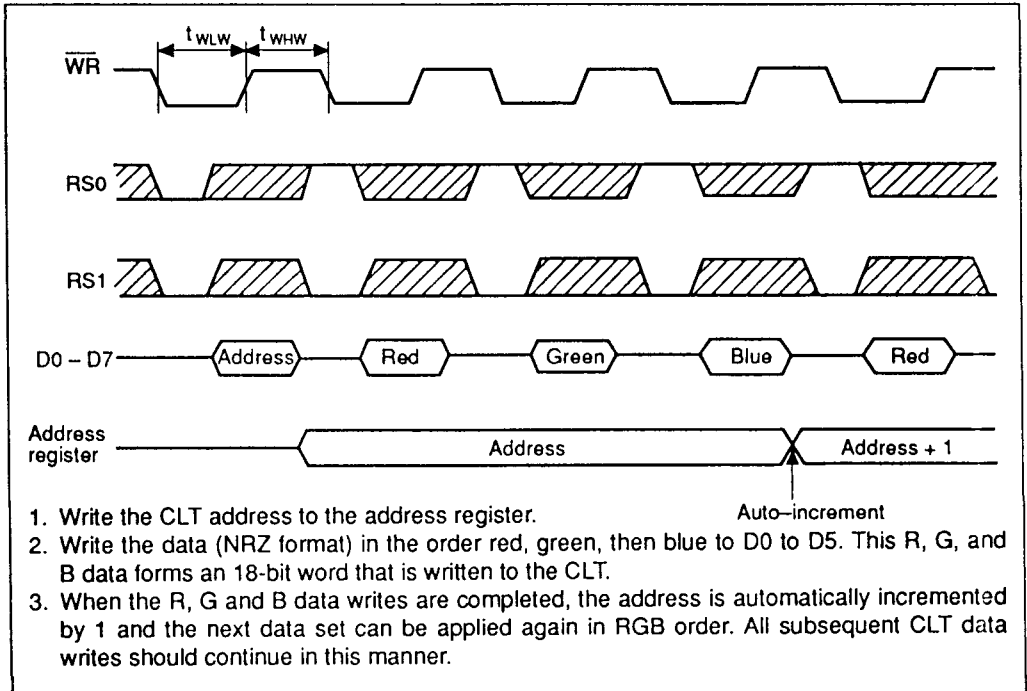 t WLW t WHW
WR
RS0
RS1
D0 – D7 Address Red Green Blue Red
Address
register Address Address + 1
Auto–increment
1. Write the CLT address to the address register.
2. Write the data (NRZ format) in the order red, green, then blue to D0 to D5. This R, G, and
B data forms an 18-bit word that is written to the CLT.
3. When the R, G and B data writes are completed, the address is automatically incremented
by 1 and the next data set can be applied again in RGB order. All subsequent CLT data
writes should continue in this manner.